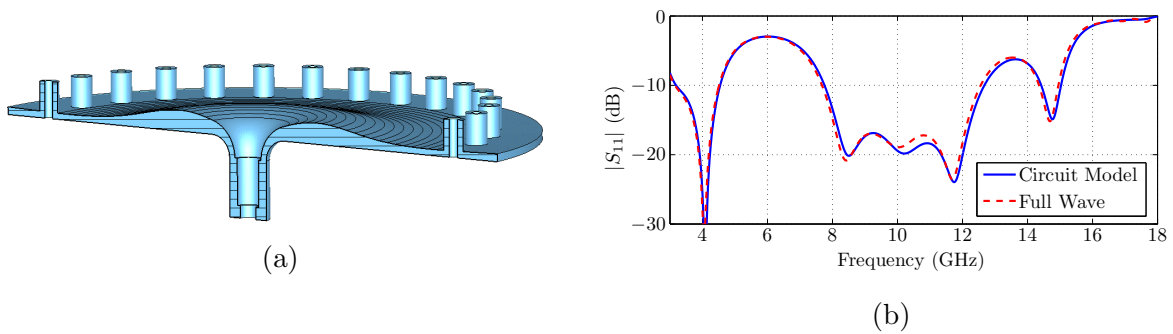 (a)
|S₁₁| (dB)
0
−10
−20
−30
4 6 8 10 12 14 16 18
Frequency (GHz)
Circuit Model
Full Wave
(b)